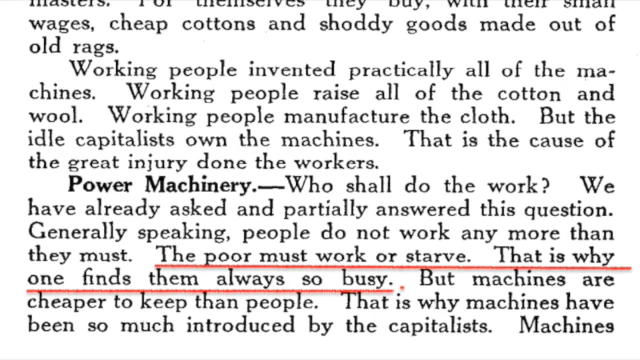 masters. For themselves they buy, with their small
wages, cheap cottons and shoddy goods made out of
old rags.
Working people invented practically all of the ma-
chines. Working people raise all of the cotton and
wool. Working people manufacture the cloth. But the
idle capitalists own the machines. That is the cause of
the great injury done the workers.
Power Machinery.—Who shall do the work? We
have already asked and partially answered this question.
Generally speaking, people do not work any more than
they must. The poor must work or starve. That is why
one finds them always so busy. But machines are
cheaper to keep than people. That is why machines have
been so much introduced by the capitalists. Machines